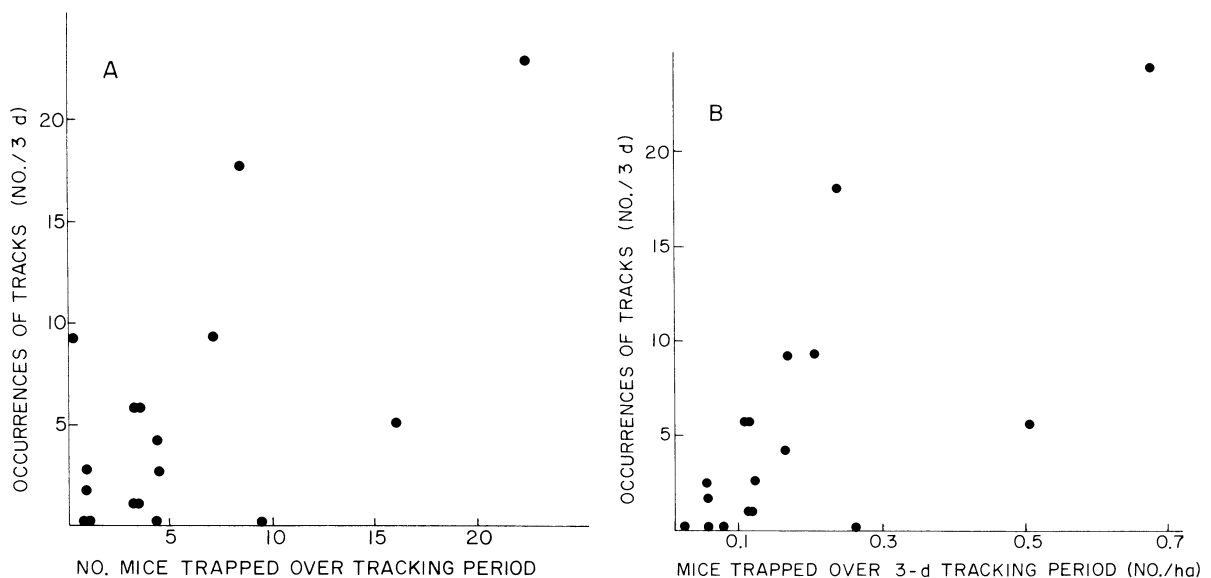 A
OCCURRENCES OF TRACKS (NO./3 d)
20
15
10
5
5
10
15
20
NO. MICE TRAPPED OVER TRACKING PERIOD
B
OCCURRENCES OF TRACKS (NO./3 d)
20
15
10
5
0.1
0.3
0.5
0.7
MICE TRAPPED OVER 3-d TRACKING PERIOD (NO./ha)